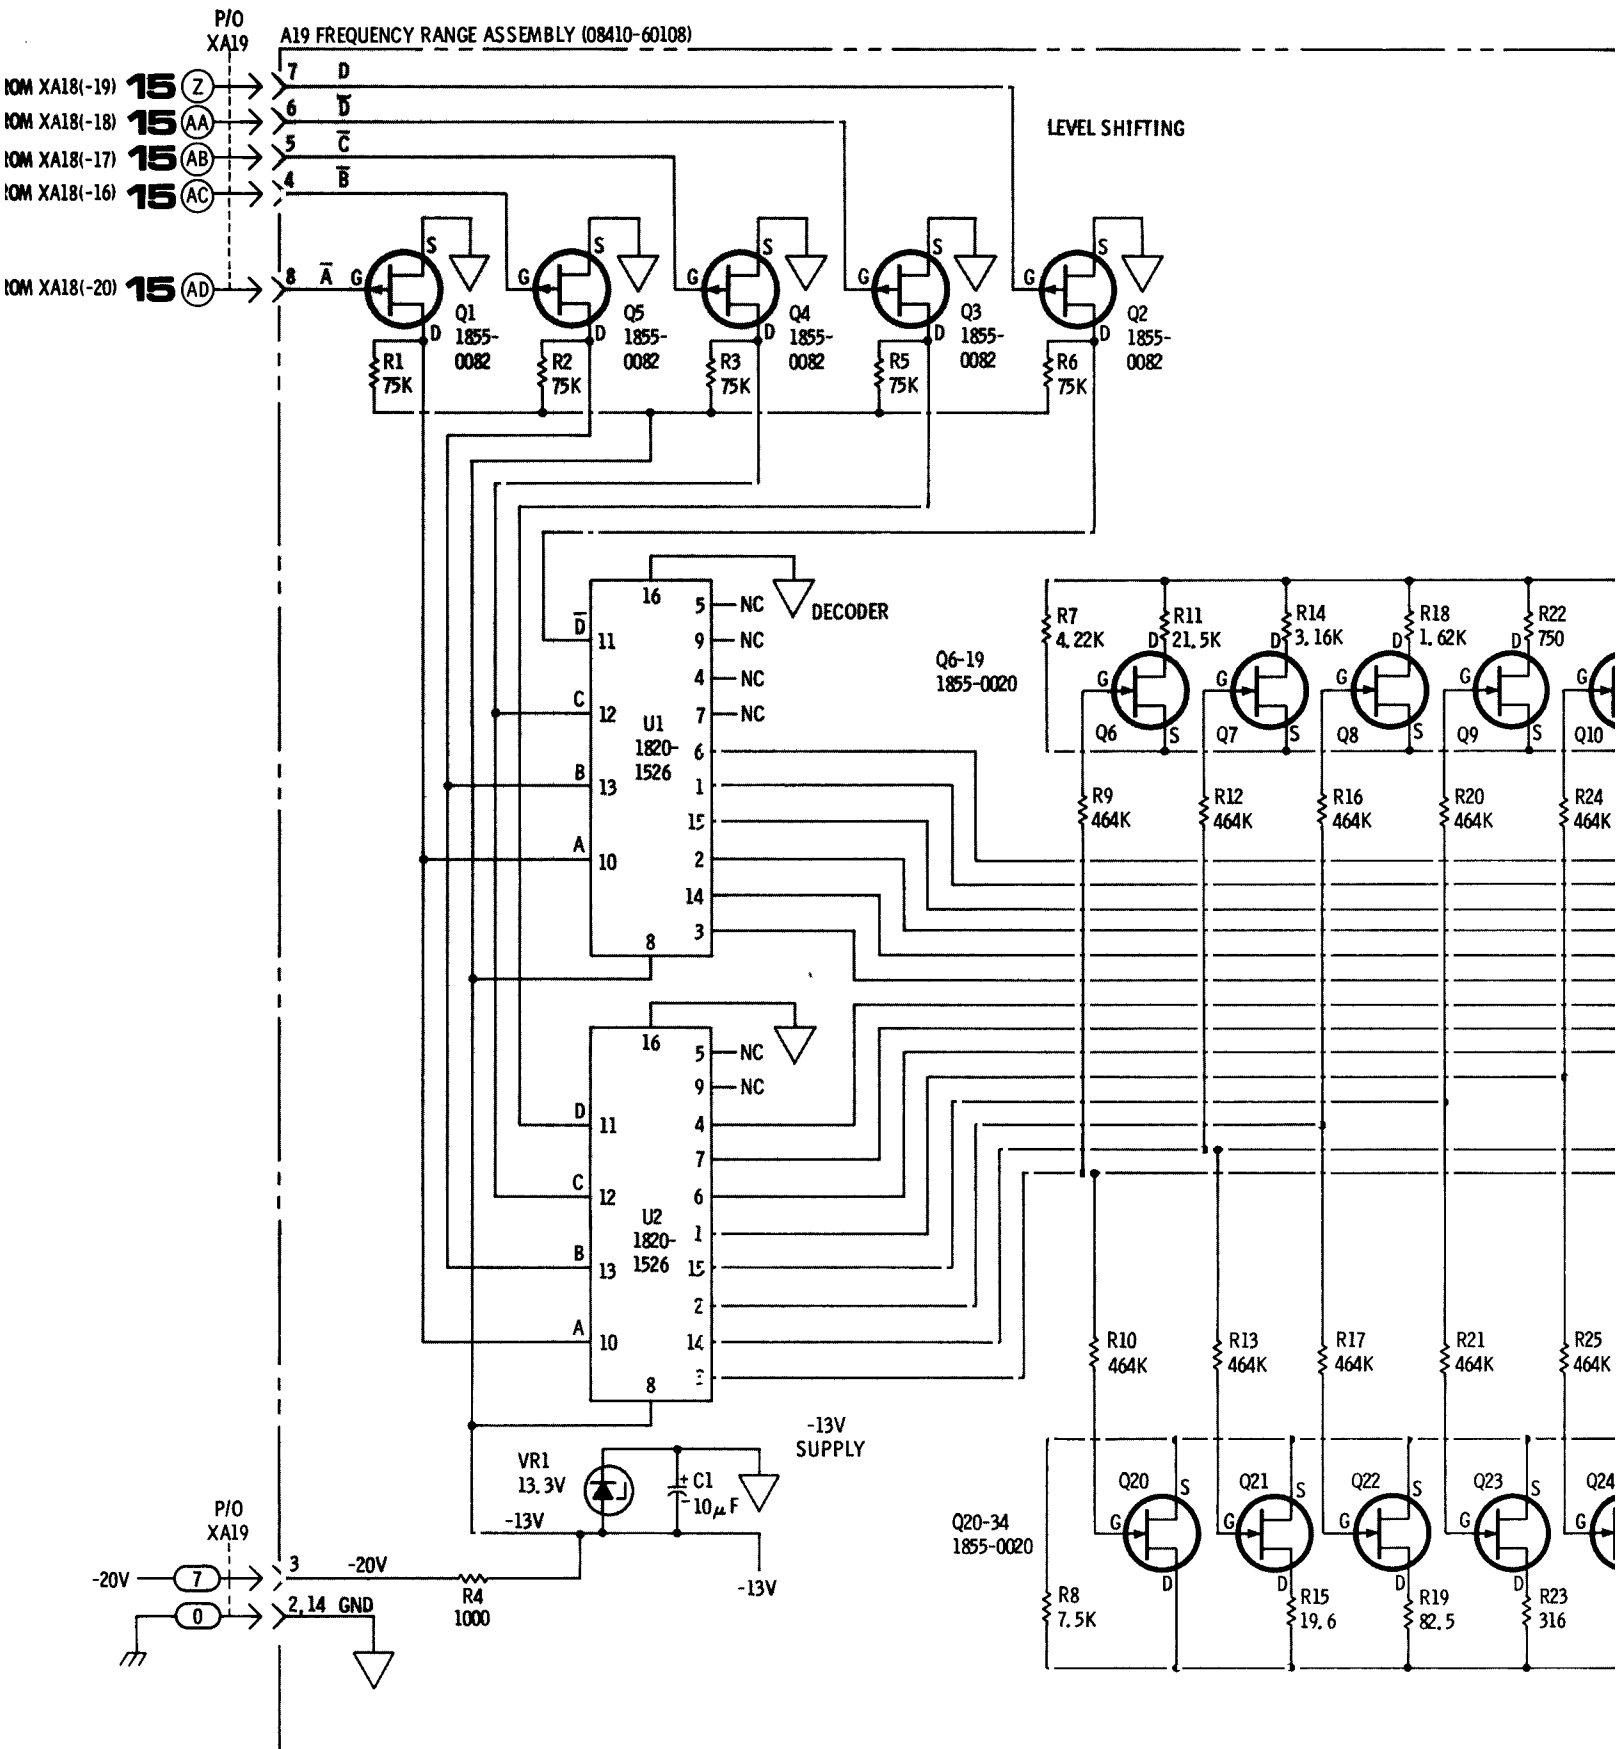 P/O
XA19
A19 FREQUENCY RANGE ASSEMBLY (08410-60108)
XA18(-19) 15 Z 7 D
XA18(-18) 15 AA 6 D̅
XA18(-17) 15 AB 5 C̅
XA18(-16) 15 AC 4 B̅
XA18(-20) 15 AD 8 A̅
LEVEL SHIFTING
G S D Q1 1855-0082
G S D Q5 1855-0082
G S D Q4 1855-0082
G S D Q3 1855-0082
G S D Q2 1855-0082
R1 75K
R2 75K
R3 75K
R5 75K
R6 75K
DECODER
16
5 NC
9 NC
4 NC
7 NC
D̅ 11
C 12
B 13
A 10
U1
1820-
1526
6
1
15
2
14
3
8
16
5 NC
9 NC
D 11
C 12
B 13
A 10
U2
1820-
1526
4
7
6
1
15
2
14
8
Q6-19
1855-0020
R7 4.22K
R11 21.5K
R14 3.16K
R18 1.62K
R22 750
G D S Q6
G D S Q7
G D S Q8
G D S Q9
G Q10
R9 464K
R12 464K
R16 464K
R20 464K
R24 464K
R10 464K
R13 464K
R17 464K
R21 464K
R25 464K
-13V
SUPPLY
VR1
13.3V
+ C1
- 10μF
-13V
-13V
Q20-34
1855-0020
Q20 G S D
Q21 G S D
Q22 G S D
Q23 G S D
Q24 G
R8 7.5K
R15 19.6
R19 82.5
R23 316
P/O
XA19
-20V 7 3 -20V
R4
1000
0 2,14 GND